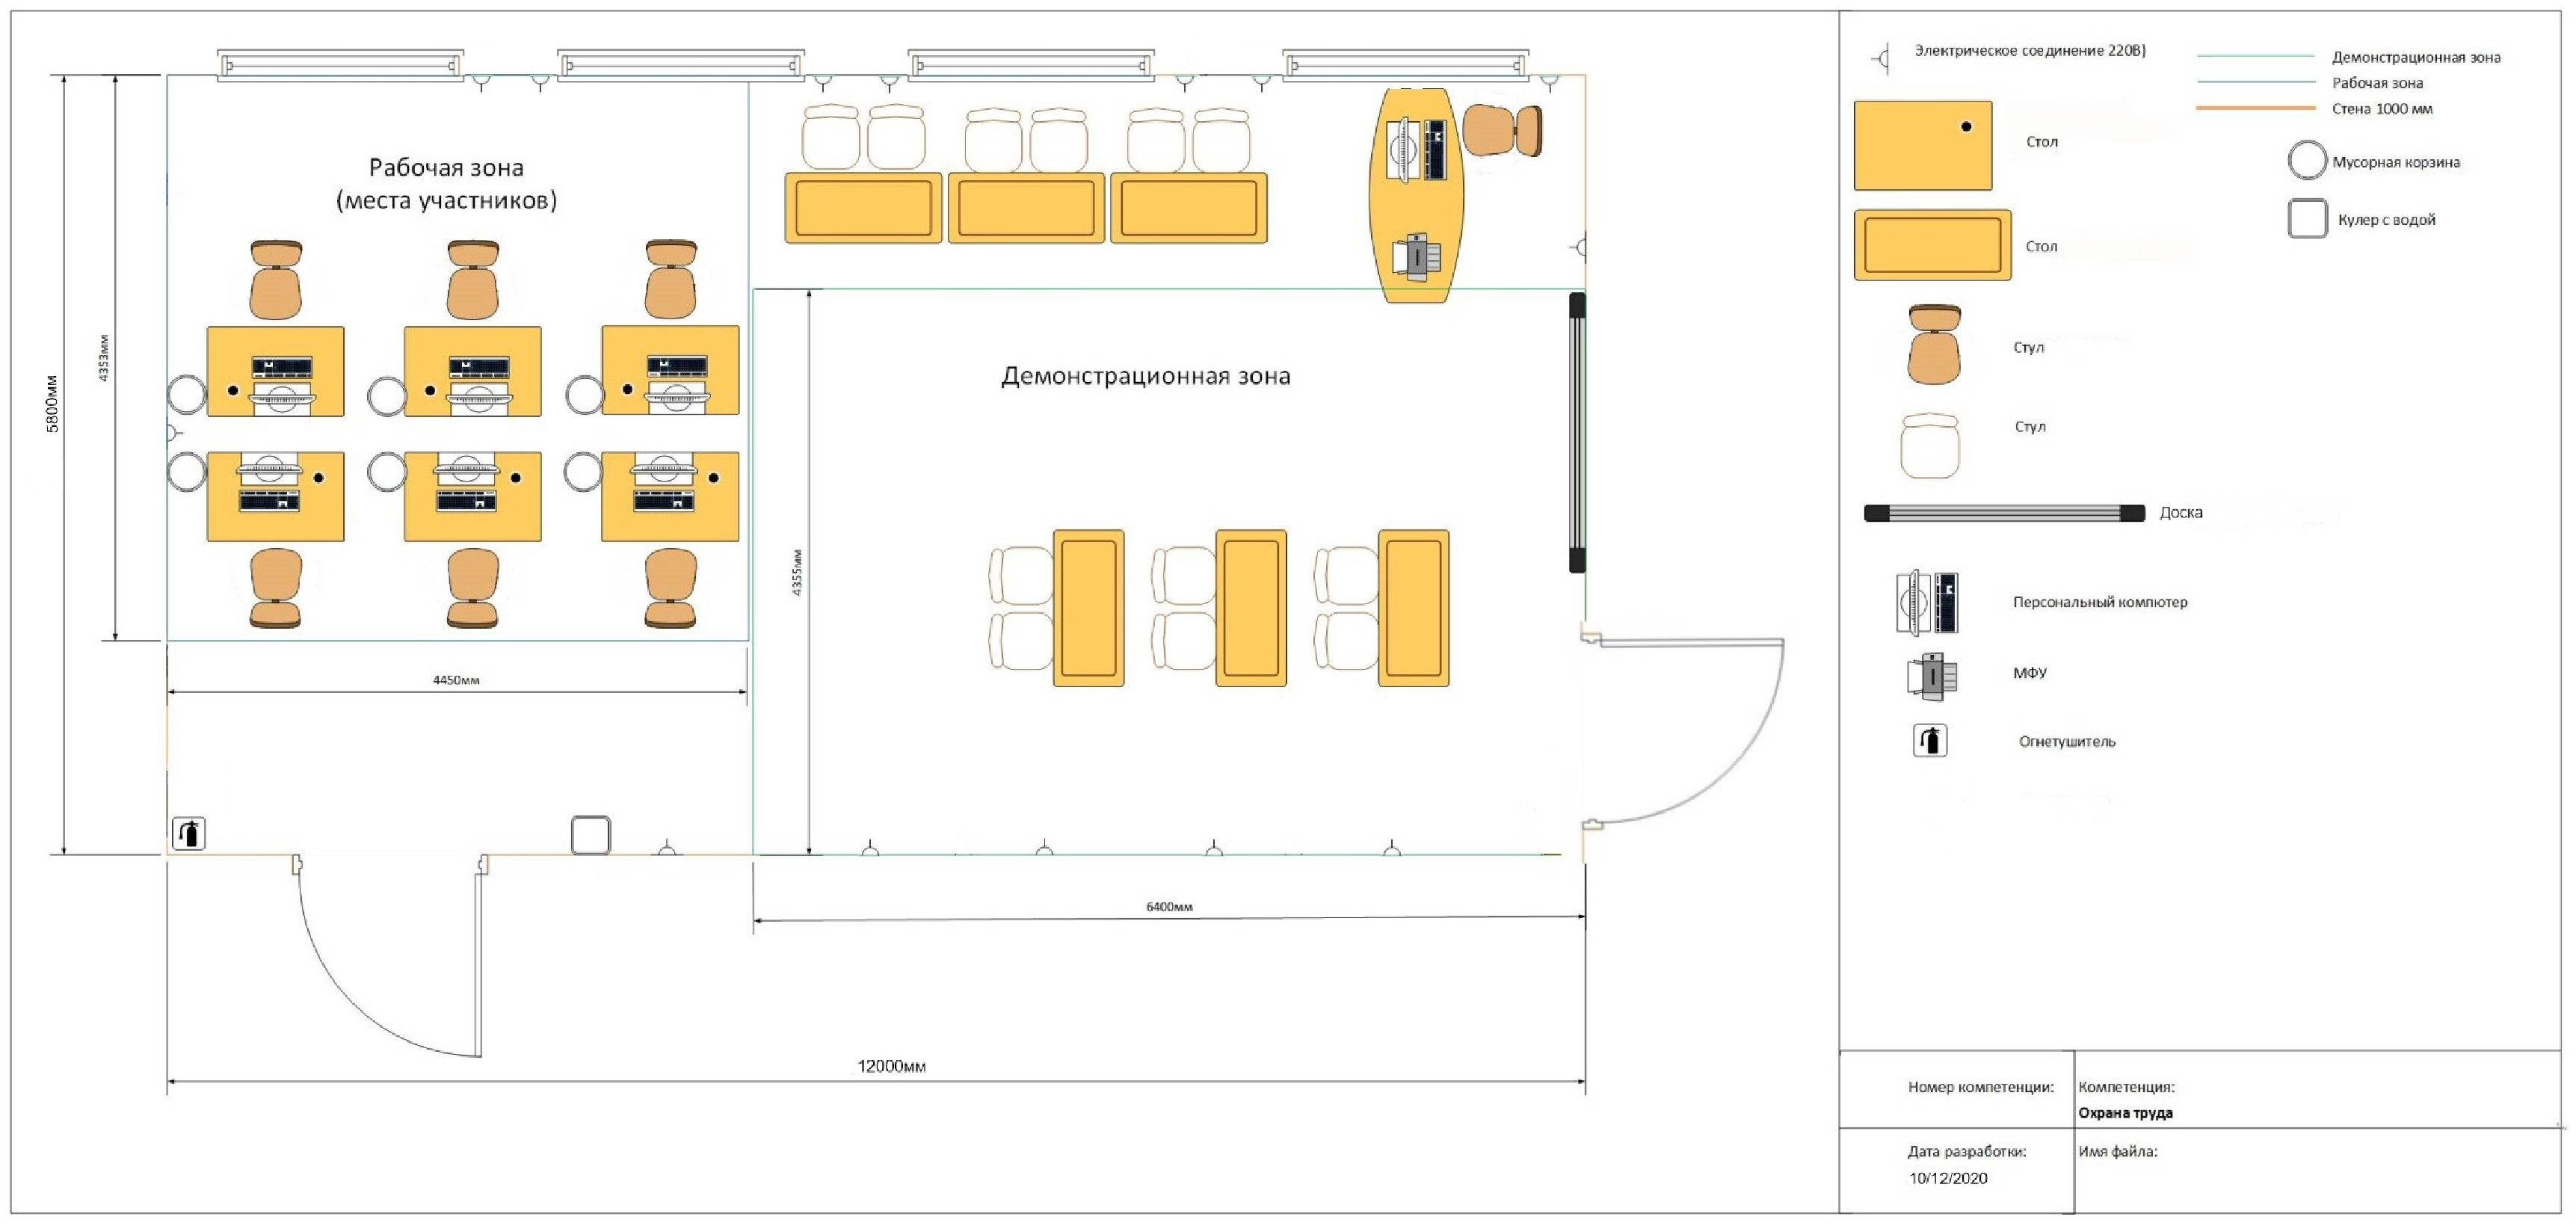 Рабочая зона
(места участников)
5800мм
4353мм
4450мм
Демонстрационная зона
4355мм
6400мм
12000мм
Электрическое соединение 220В)
Демонстрационная зона
Рабочая зона
Стена 1000 мм
Стол
Мусорная корзина
Кулер с водой
Стол
Стул
Стул
Доска
Персональный компютер
МФУ
Огнетушитель
Номер компетенции:
Компетенция:
Охрана труда
Дата разработки:
10/12/2020
Имя файла: